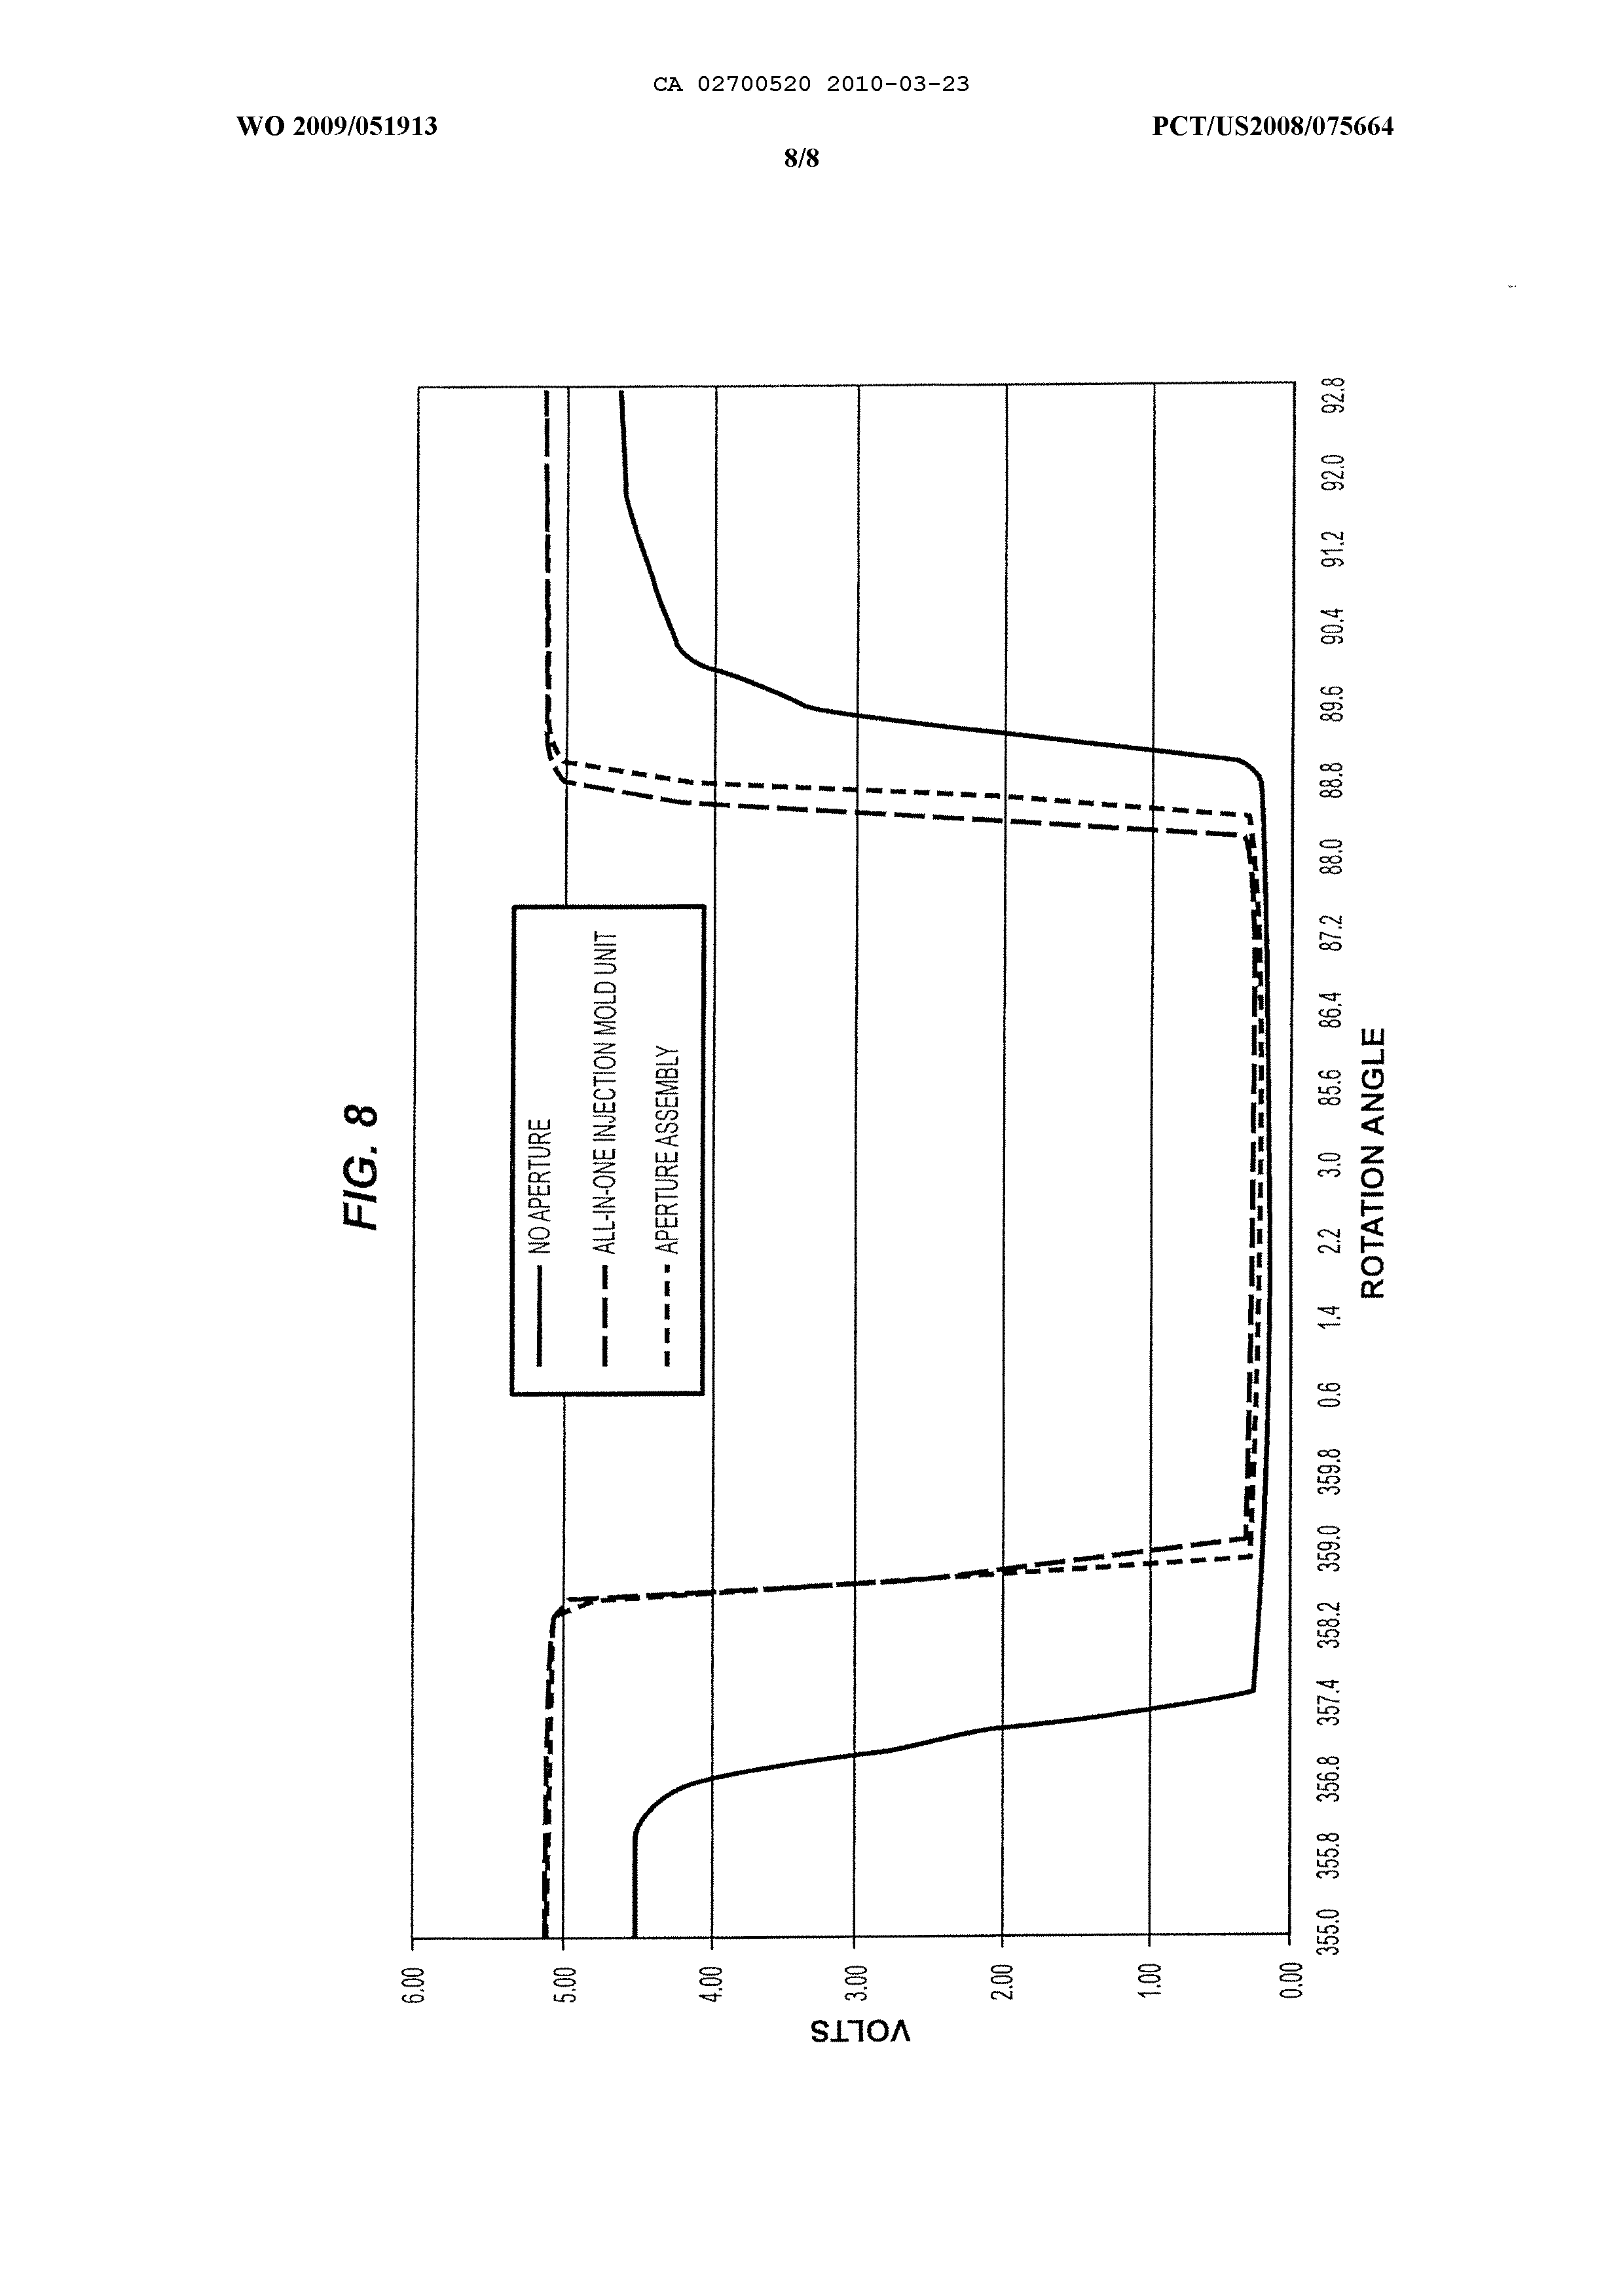 CA 02700520 2010-03-23
WO 2009/051913
PCT/US2008/075664
8/8
FIG. 8
NO APERTURE
ALL-IN-ONE INJECTION MOLD UNIT
APERTURE ASSEMBLY
VOLTS
6.00
5.00
4.00
3.00
2.00
1.00
0.00
355.0 355.8 356.8 357.4 358.2 359.0 359.8 0.6 1.4 2.2 3.0 85.6 86.4 87.2 88.0 88.8 89.6 90.4 91.2 92.0 92.8
ROTATION ANGLE